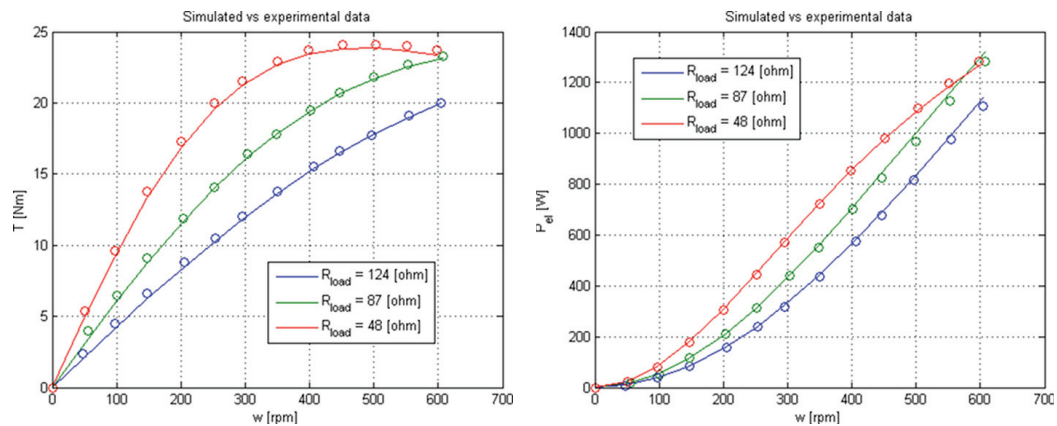 Simulated vs experimental data
25
20
15
10
5
0
T [Nm]
R_load = 124 [ohm]
R_load = 87 [ohm]
R_load = 48 [ohm]
0 100 200 300 400 500 600 700
w [rpm]
Simulated vs experimental data
1400
1200
1000
800
600
400
200
0
P_el [W]
R_load = 124 [ohm]
R_load = 87 [ohm]
R_load = 48 [ohm]
0 100 200 300 400 500 600 700
w [rpm]